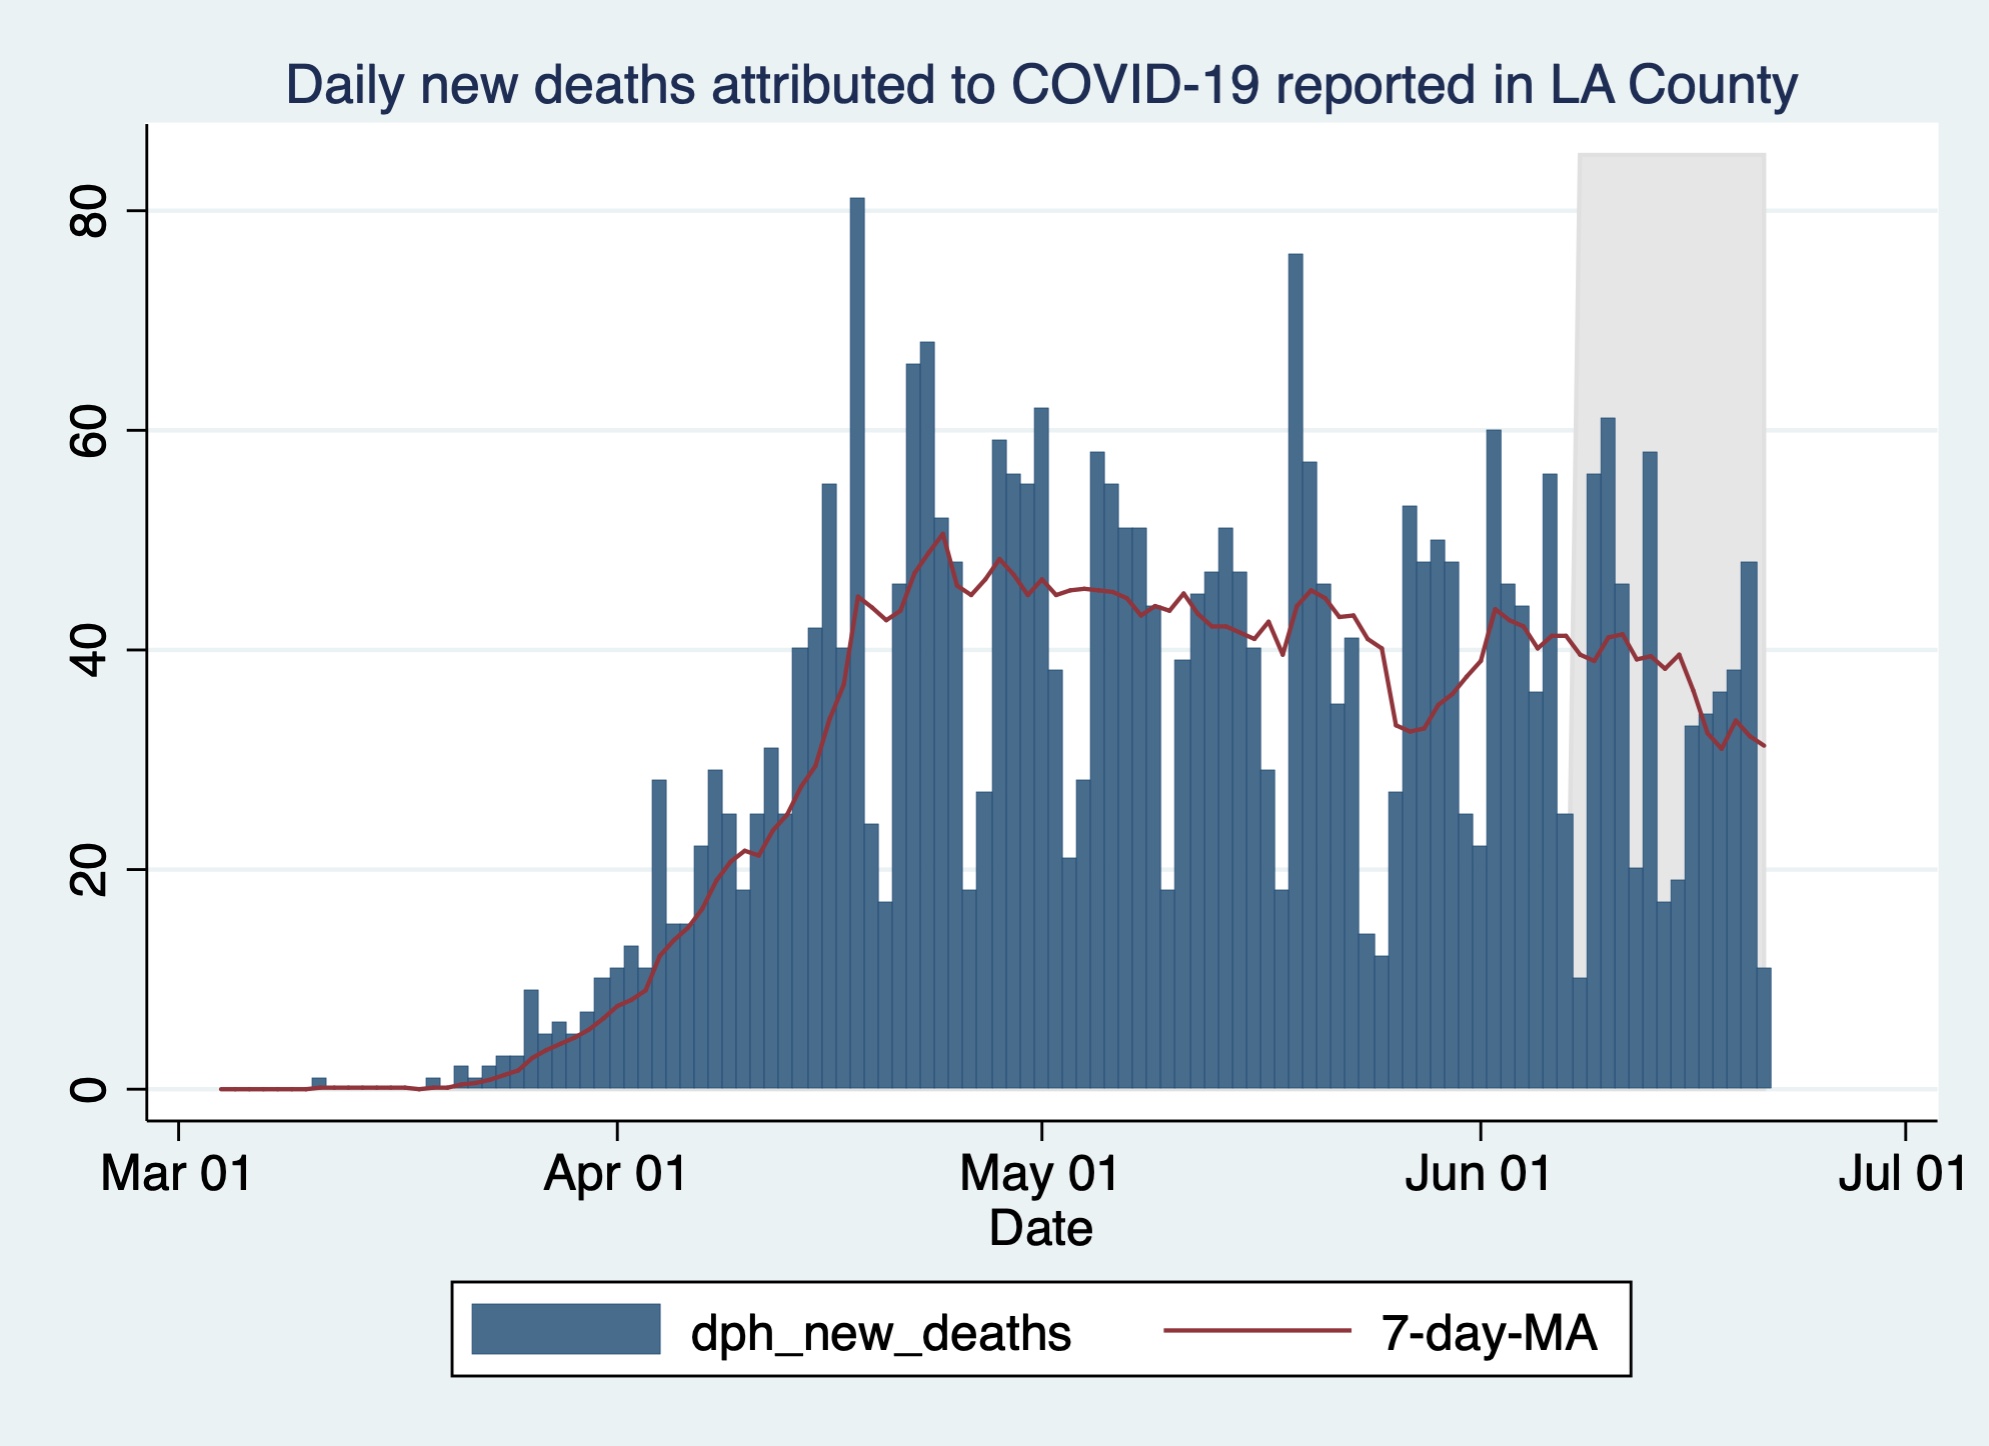 Daily new deaths attributed to COVID-19 reported in LA County
80
60
40
20
0
Mar 01 Apr 01 May 01 Jun 01 Jul 01
Date
dph_new_deaths 7-day-MA